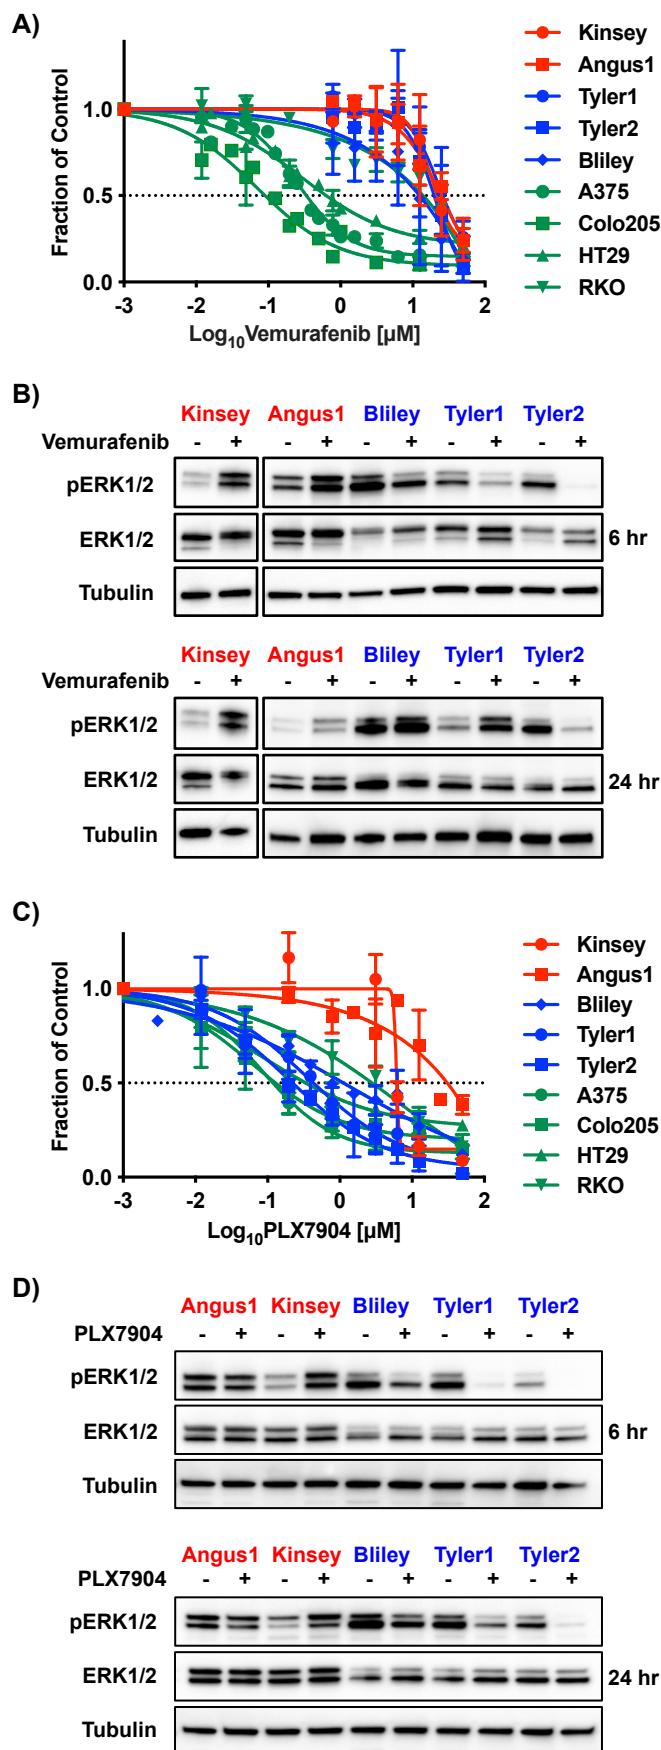 A)
Fraction of Control
1.0
0.5
0.0
-3 -2 -1 0 1 2
Log10Vemurafenib [µM]
Kinsey
Angus1
Tyler1
Tyler2
Bliley
A375
Colo205
HT29
RKO
B)
Kinsey Angus1 Bliley Tyler1 Tyler2
Vemurafenib - + - + - + - + - +
pERK1/2
ERK1/2 6 hr
Tubulin
Kinsey Angus1 Bliley Tyler1 Tyler2
Vemurafenib - + - + - + - + - +
pERK1/2
ERK1/2 24 hr
Tubulin
C)
Fraction of Control
1.0
0.5
0.0
-3 -2 -1 0 1 2
Log10PLX7904 [µM]
Kinsey
Angus1
Bliley
Tyler1
Tyler2
A375
Colo205
HT29
RKO
D)
Angus1 Kinsey Bliley Tyler1 Tyler2
PLX7904 - + - + - + - + - +
pERK1/2
ERK1/2 6 hr
Tubulin
Angus1 Kinsey Bliley Tyler1 Tyler2
PLX7904 - + - + - + - + - +
pERK1/2
ERK1/2 24 hr
Tubulin